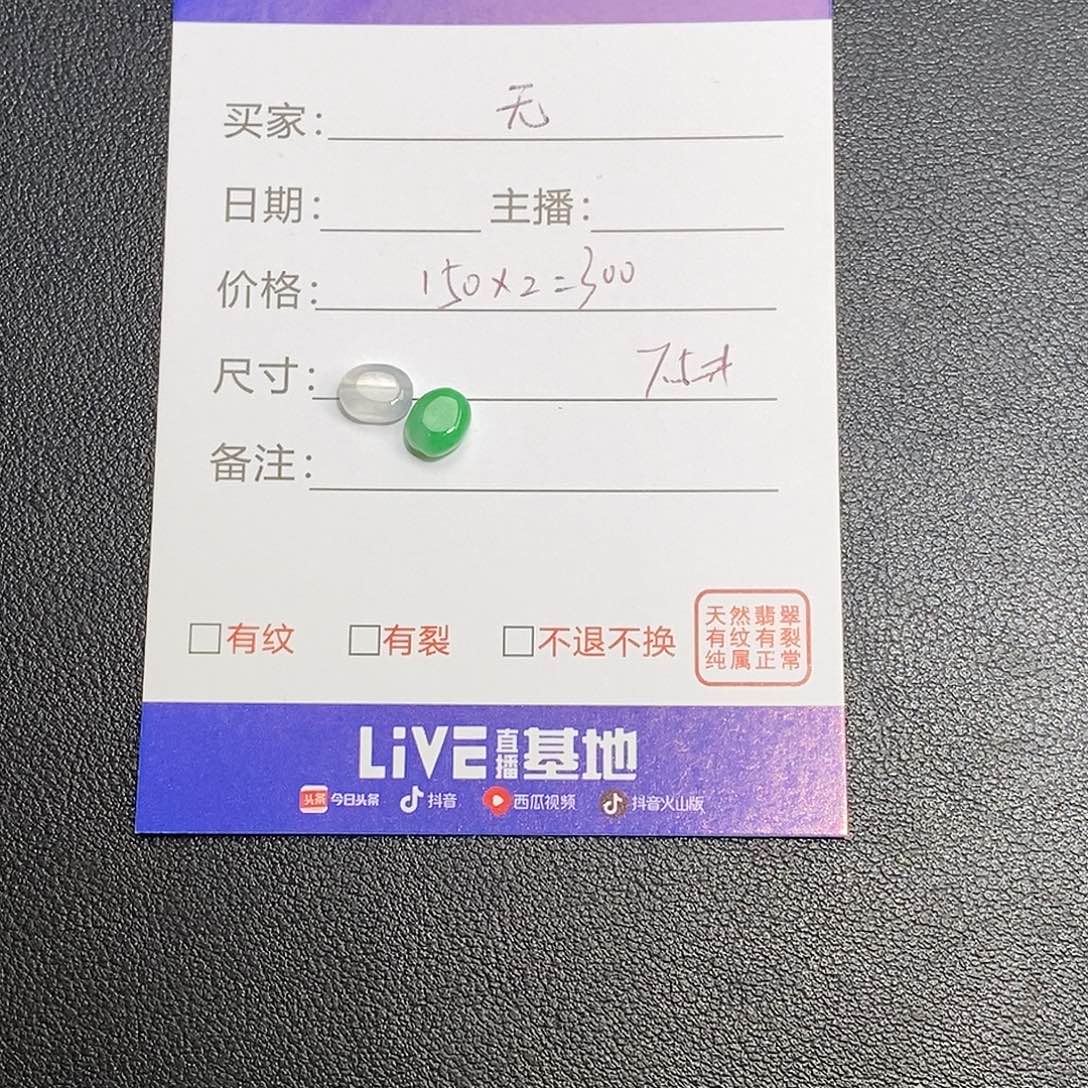 买家: 无
日期: 主播:
价格: 150×2=300
尺寸: 7.5#
备注:
□有纹 □有裂 □不退不换
天然翡翠
有纹有裂
纯属正常
LiVE直播基地
头条 今日头条 抖音 西瓜视频 抖音火山版